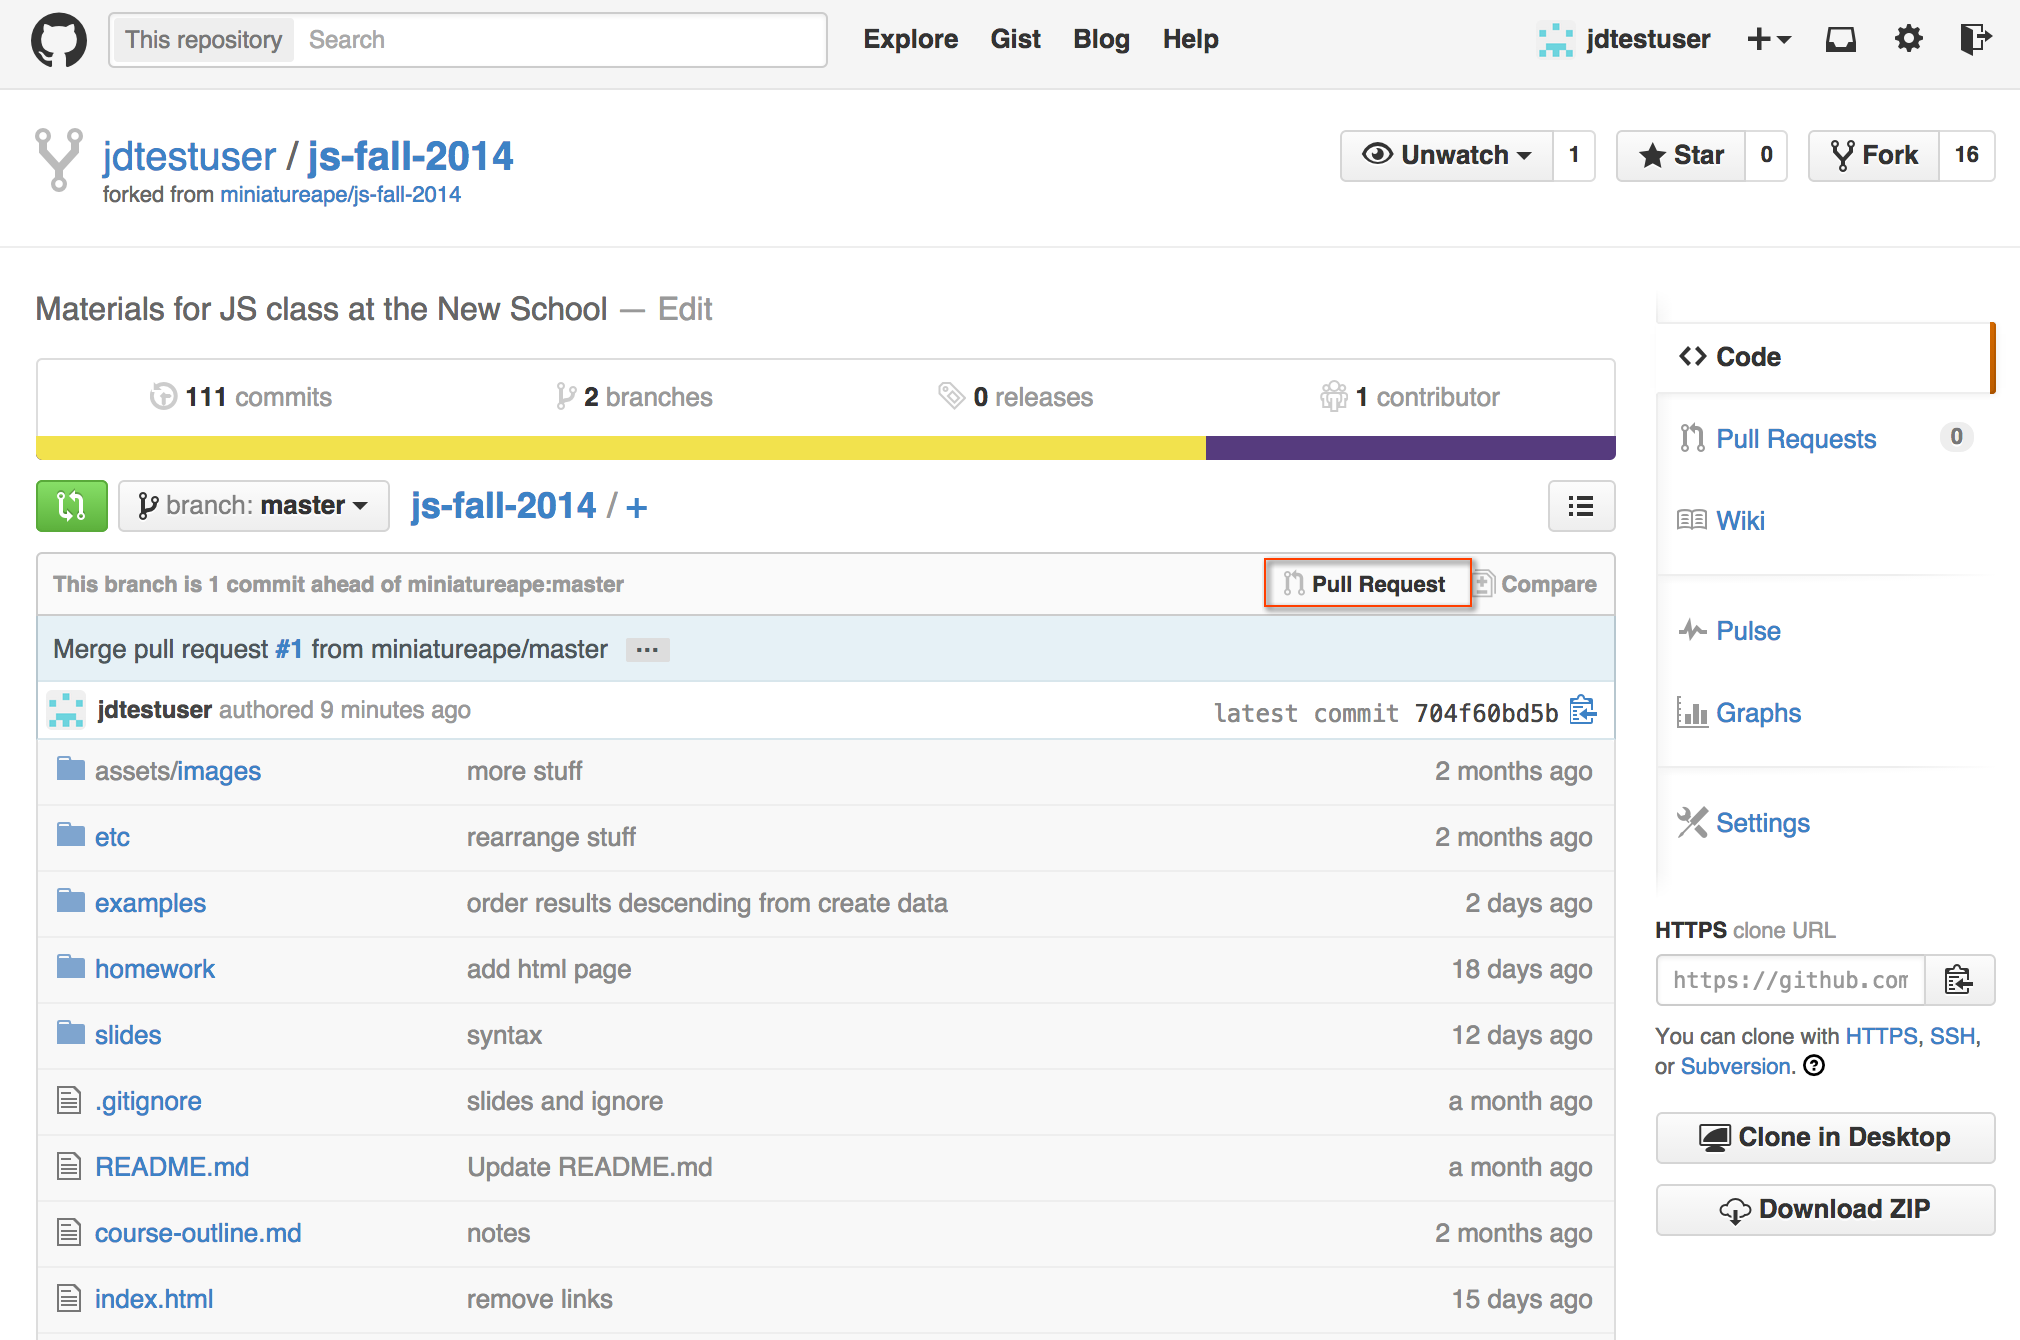 This repository Search Explore Gist Blog Help jdtestuser
jdtestuser / js-fall-2014
forked from miniatureape/js-fall-2014
Unwatch 1 Star 0 Fork 16
Materials for JS class at the New School — Edit
111 commits 2 branches 0 releases 1 contributor
branch: master js-fall-2014 / +
This branch is 1 commit ahead of miniatureape:master Pull Request Compare
Merge pull request #1 from miniatureape/master ...
jdtestuser authored 9 minutes ago latest commit 704f60bd5b
assets/images more stuff 2 months ago
etc rearrange stuff 2 months ago
examples order results descending from create data 2 days ago
homework add html page 18 days ago
slides syntax 12 days ago
.gitignore slides and ignore a month ago
README.md Update README.md a month ago
course-outline.md notes 2 months ago
index.html remove links 15 days ago
Code
Pull Requests 0
Wiki
Pulse
Graphs
Settings
HTTPS clone URL
https://github.com
You can clone with HTTPS, SSH,
or Subversion.
Clone in Desktop
Download ZIP